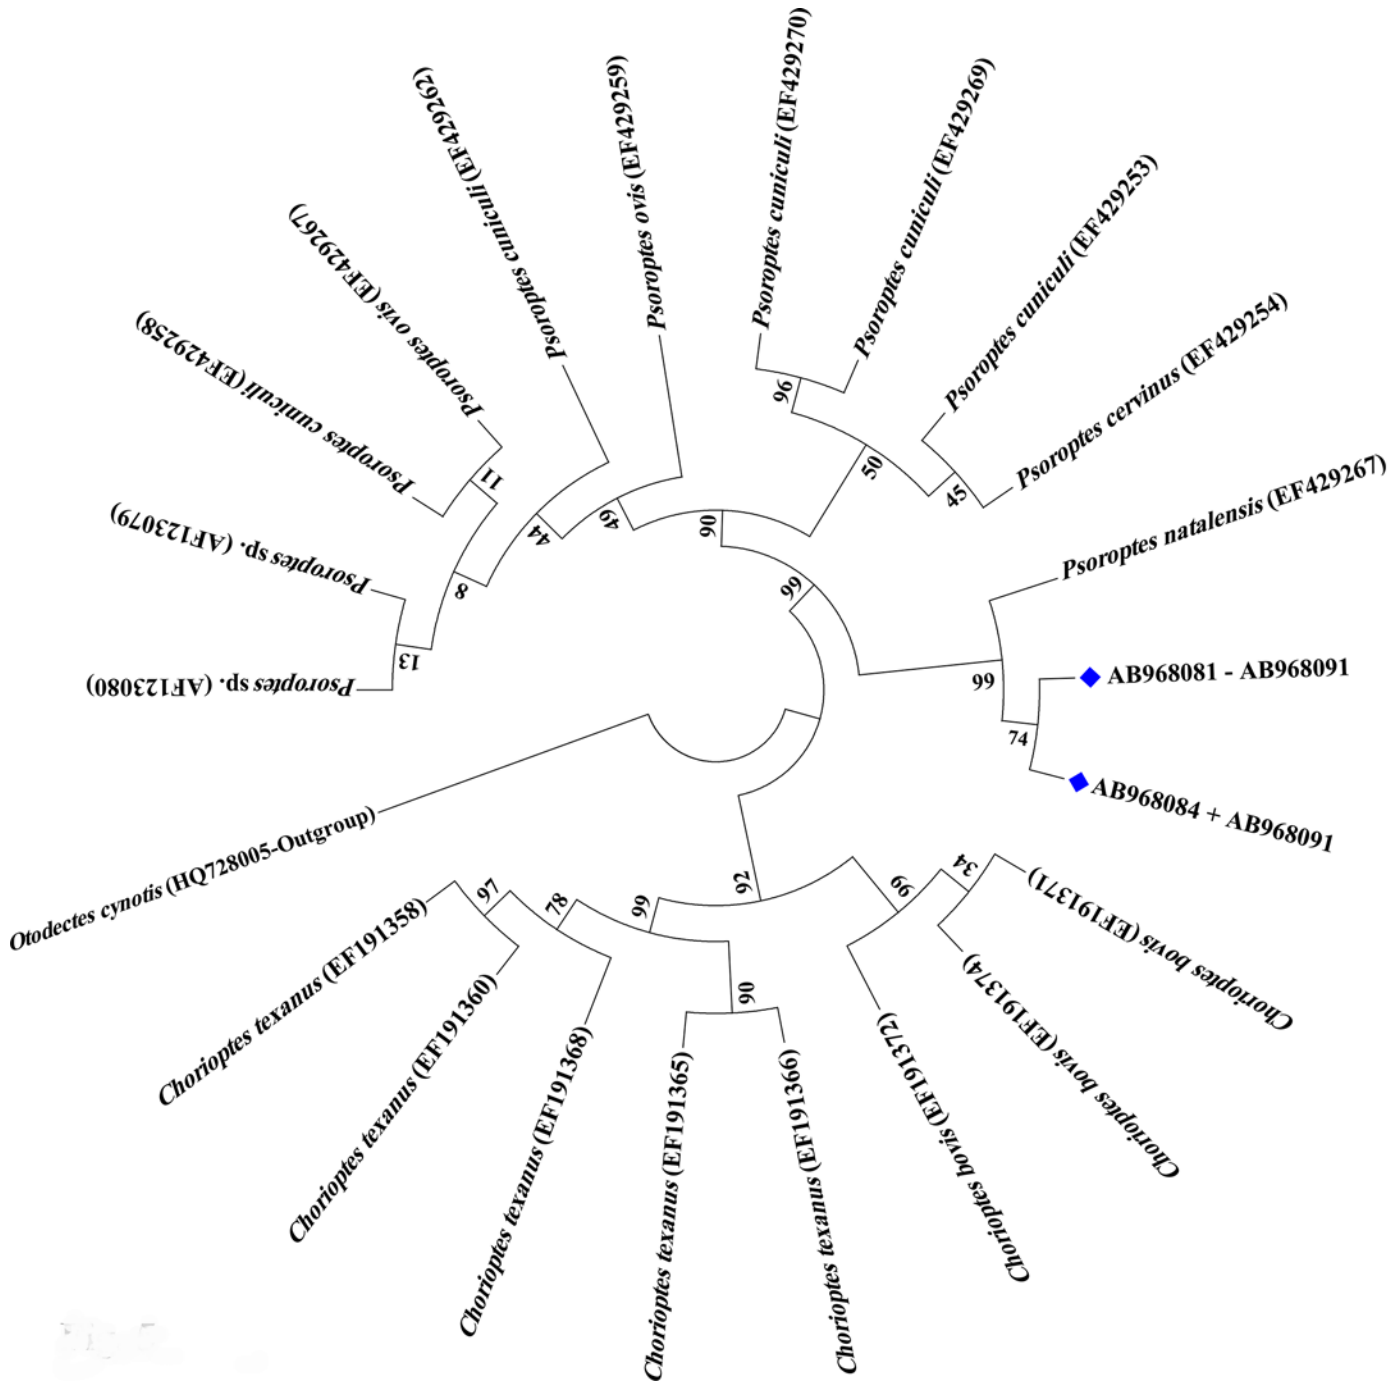 Psoroptes cuniculi (EF429270)
Psoroptes cuniculi (EF429269)
Psoroptes cuniculi (EF429253)
Psoroptes cervinus (EF429254)
Psoroptes natalensis (EF429267)
AB968081 - AB968091
AB968084 + AB968091
Chorioptes bovis (EF191371)
Chorioptes bovis (EF191374)
Chorioptes bovis (EF191372)
Chorioptes texanus (EF191366)
Chorioptes texanus (EF191365)
Chorioptes texanus (EF191368)
Chorioptes texanus (EF191360)
Chorioptes texanus (EF191358)
Otodectes cynotis (HQ728005-Outgroup)
Psoroptes sp. (AF123080)
Psoroptes sp. (AF123079)
Psoroptes cuniculi (EF429258)
Psoroptes ovis (EF429267)
Psoroptes cuniculi (EF429262)
Psoroptes ovis (EF429259)
96
50
45
90
99
99
74
49
44
11
8
13
92
99
34
99
78
97
90